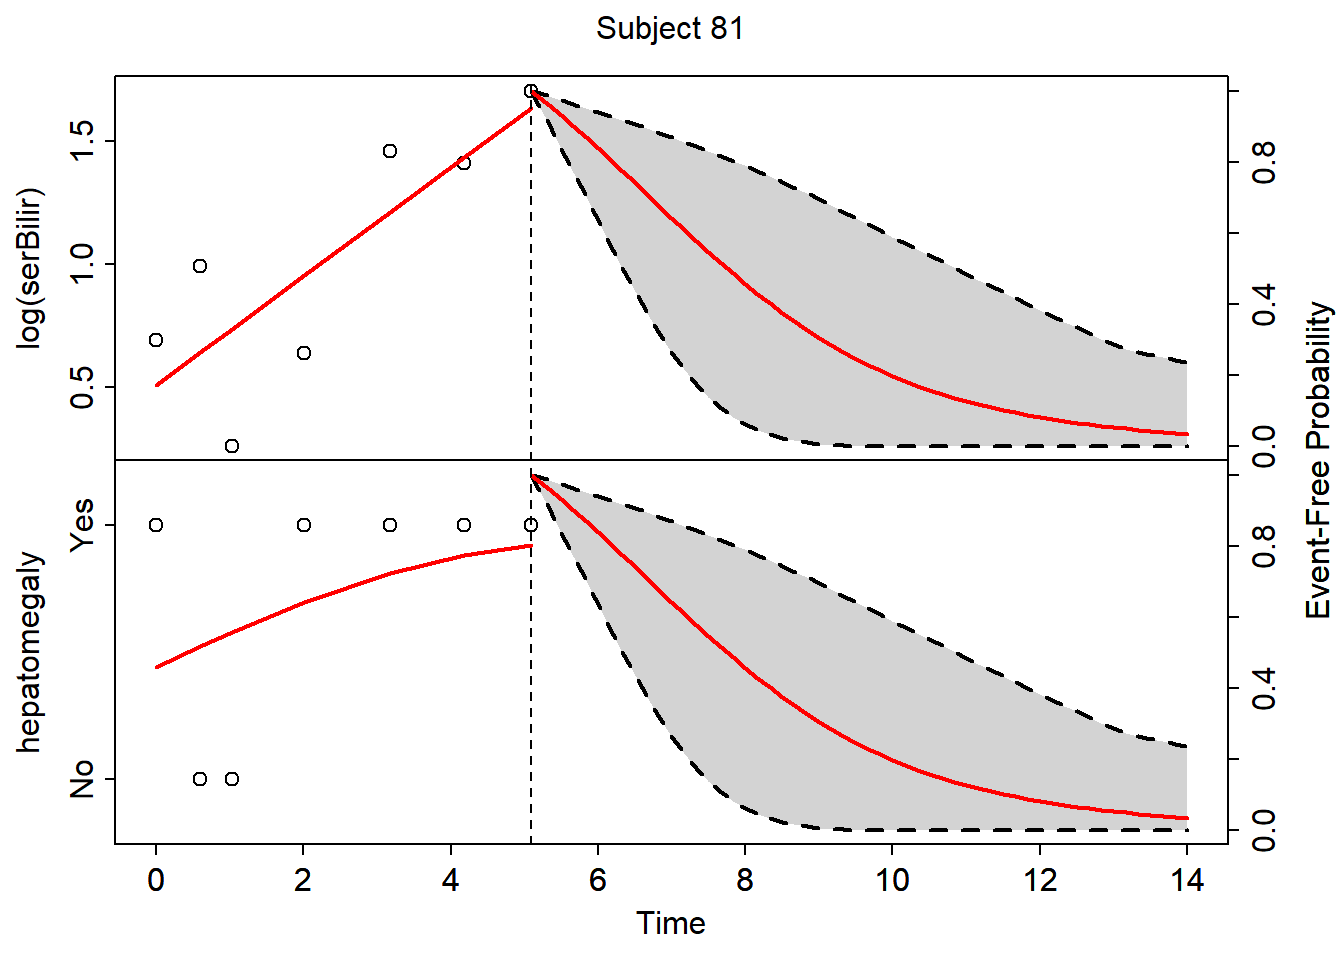 Subject 81
log(serBilir)
1.5
1.0
0.5
0.8
0.4
0.0
hepatomegaly
Yes
No
0.8
0.4
0.0
Event-Free Probability
0 2 4 6 8 10 12 14
Time